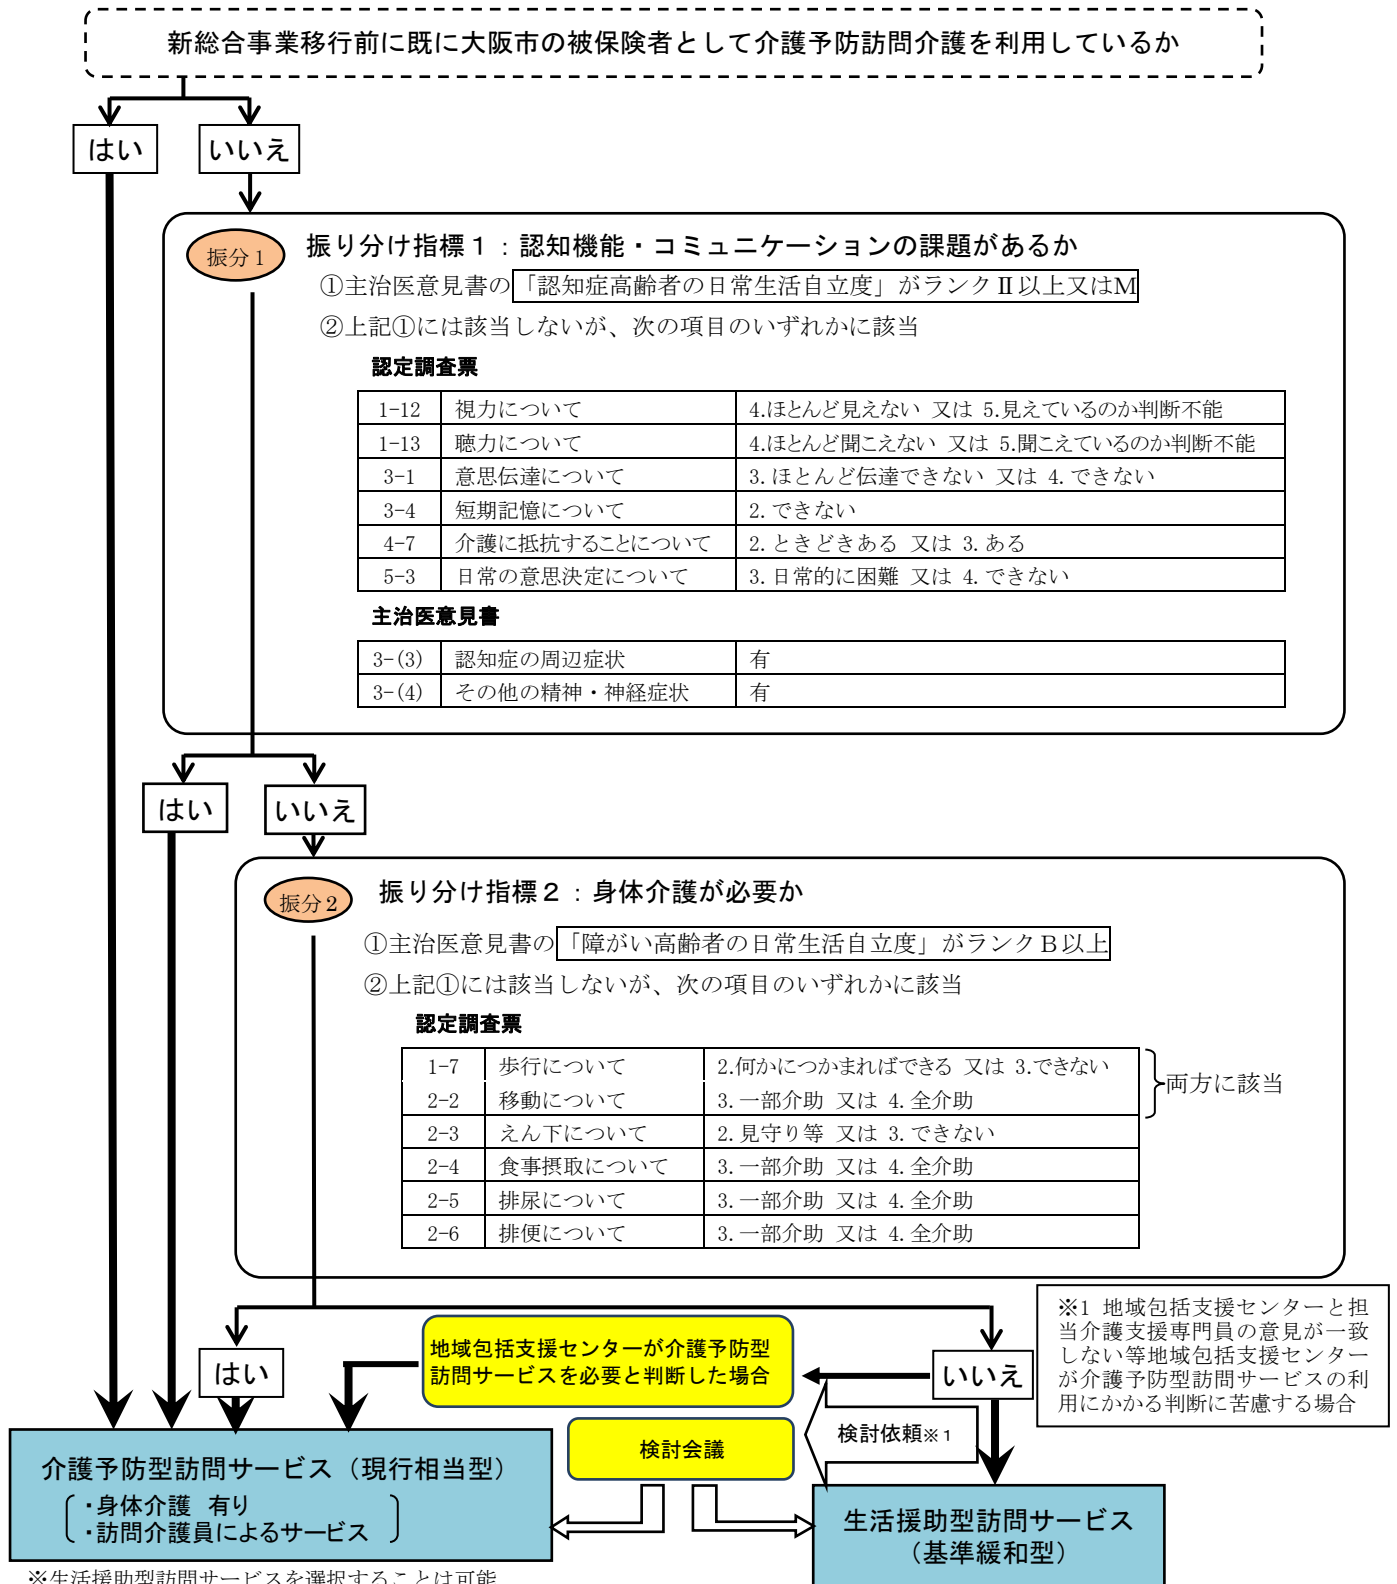 新総合事業移行前に既に大阪市の被保険者として介護予防訪問介護を利用しているか
はい
いいえ
振分1
振り分け指標1:認知機能・コミュニケーションの課題があるか
①主治医意見書の「認知症高齢者の日常生活自立度」がランクⅡ以上又はM
②上記①には該当しないが、次の項目のいずれかに該当
認定調査票
1-12 視力について 4.ほとんど見えない 又は 5.見えているのか判断不能
1-13 聴力について 4.ほとんど聞こえない 又は 5.聞こえているのか判断不能
3-1 意思伝達について 3.ほとんど伝達できない 又は 4.できない
3-4 短期記憶について 2.できない
4-7 介護に抵抗することについて 2.ときどきある 又は 3.ある
5-3 日常の意思決定について 3.日常的に困難 又は 4.できない
主治医意見書
3-(3) 認知症の周辺症状 有
3-(4) その他の精神・神経症状 有
はい
いいえ
振分2
振り分け指標2:身体介護が必要か
①主治医意見書の「障がい高齢者の日常生活自立度」がランクB以上
②上記①には該当しないが、次の項目のいずれかに該当
認定調査票
1-7 歩行について 2.何かにつかまればできる 又は 3.できない
2-2 移動について 3.一部介助 又は 4.全介助
両方に該当
2-3 えん下について 2.見守り等 又は 3.できない
2-4 食事摂取について 3.一部介助 又は 4.全介助
2-5 排尿について 3.一部介助 又は 4.全介助
2-6 排便について 3.一部介助 又は 4.全介助
※1 地域包括支援センターと担
当介護支援専門員の意見が一致
しない等地域包括支援センター
が介護予防型訪問サービスの利
用にかかる判断に苦慮する場合
はい
地域包括支援センターが介護予防型
訪問サービスを必要と判断した場合
いいえ
検討依頼※1
検討会議
介護予防型訪問サービス(現行相当型)
・身体介護 有り
・訪問介護員によるサービス
生活援助型訪問サービス
(基準緩和型)
※生活援助型訪問サービスを選択することは可能